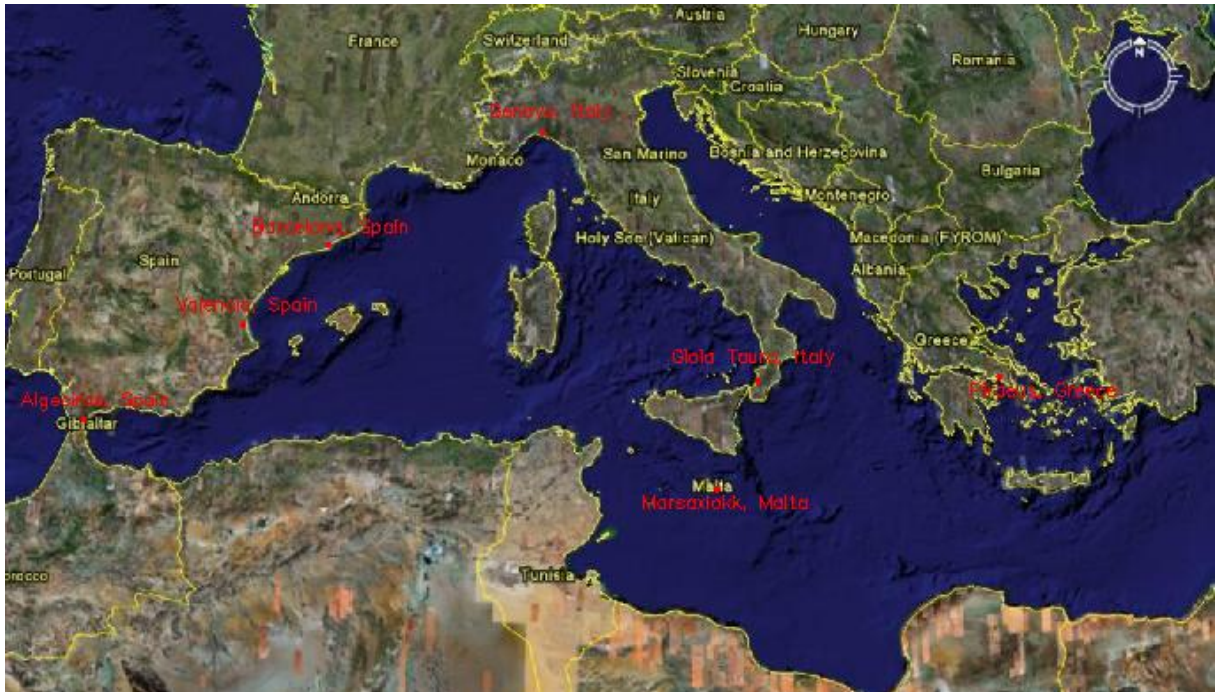 Austria
Hungary
France
Switzerland
Romania
N
Slovenia
Croatia
Genova, Italy
Monaco
San Marino
Bosnia and Herzegovina
Bulgaria
Andorra
Italy
Montenegro
Barcelona, Spain
Holy See (Vatican)
Macedonia (FYROM)
Spain
Portugal
Albania
Valencia, Spain
Greece
Gioia Tauro, Italy
Piraeus, Greece
Algeciras, Spain
Gibraltar
Malta
Marsaxlokk, Malta
orocco
Tunisia